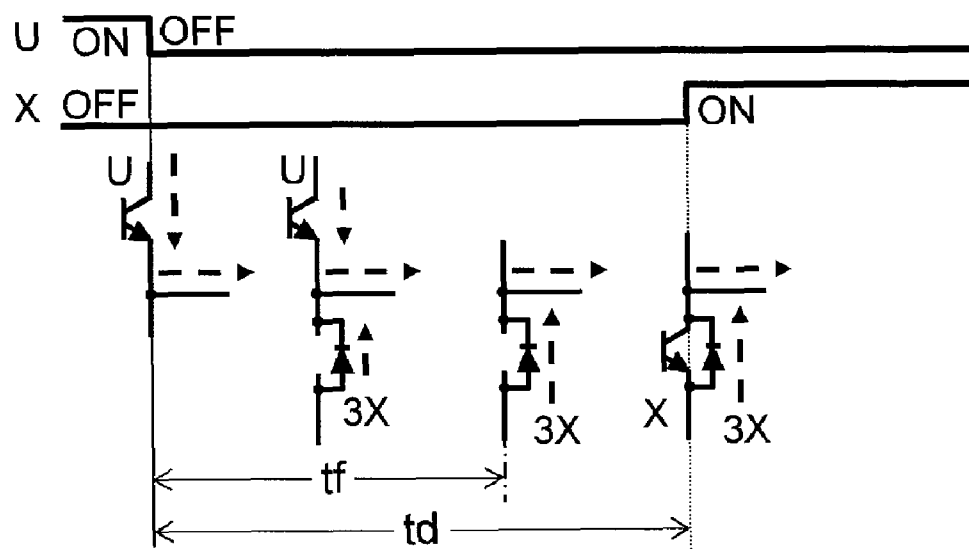 U ON OFF
X OFF ON
U U
3X 3X X 3X
tf
td